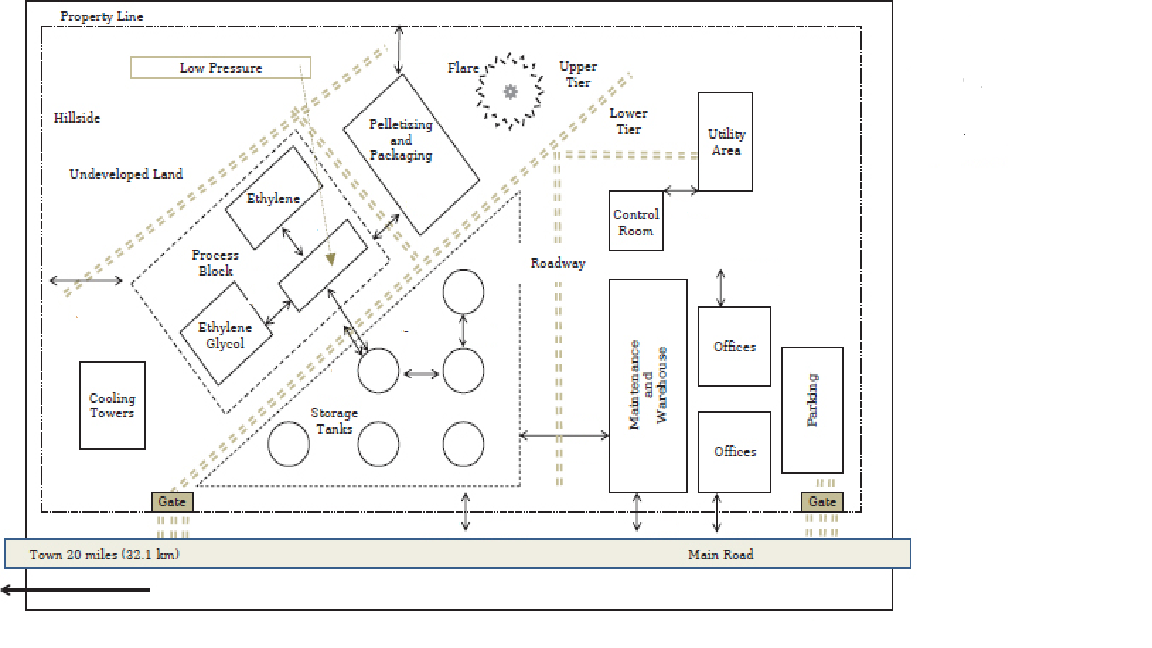 Property Line
Low Pressure
Flare
Upper
Tier
Hillside
Lower
Tier
Pelletizing
and
Packaging
Utility
Area
Undeveloped Land
Ethylene
Control
Room
Process
Block
Roadway
Ethylene
Glycol
Offices
Maintenance
and
Warehouse
Parking
Cooling
Towers
Storage
Tanks
Offices
Gate
Gate
Town 20 miles (32.1 km)
Main Road